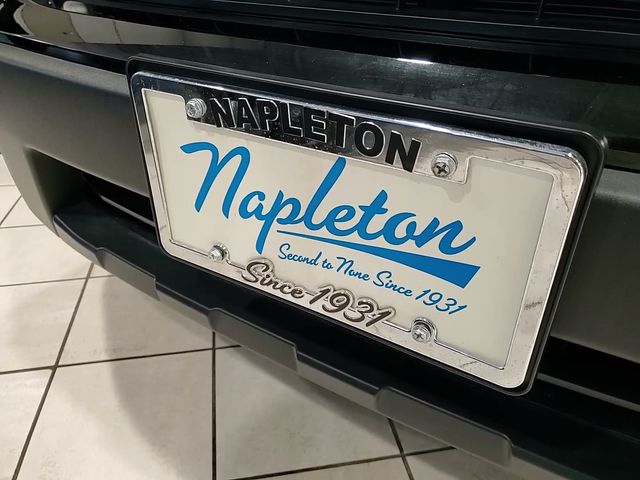 NAPLETON
Napleton
Second to None Since 1931
Since 1931